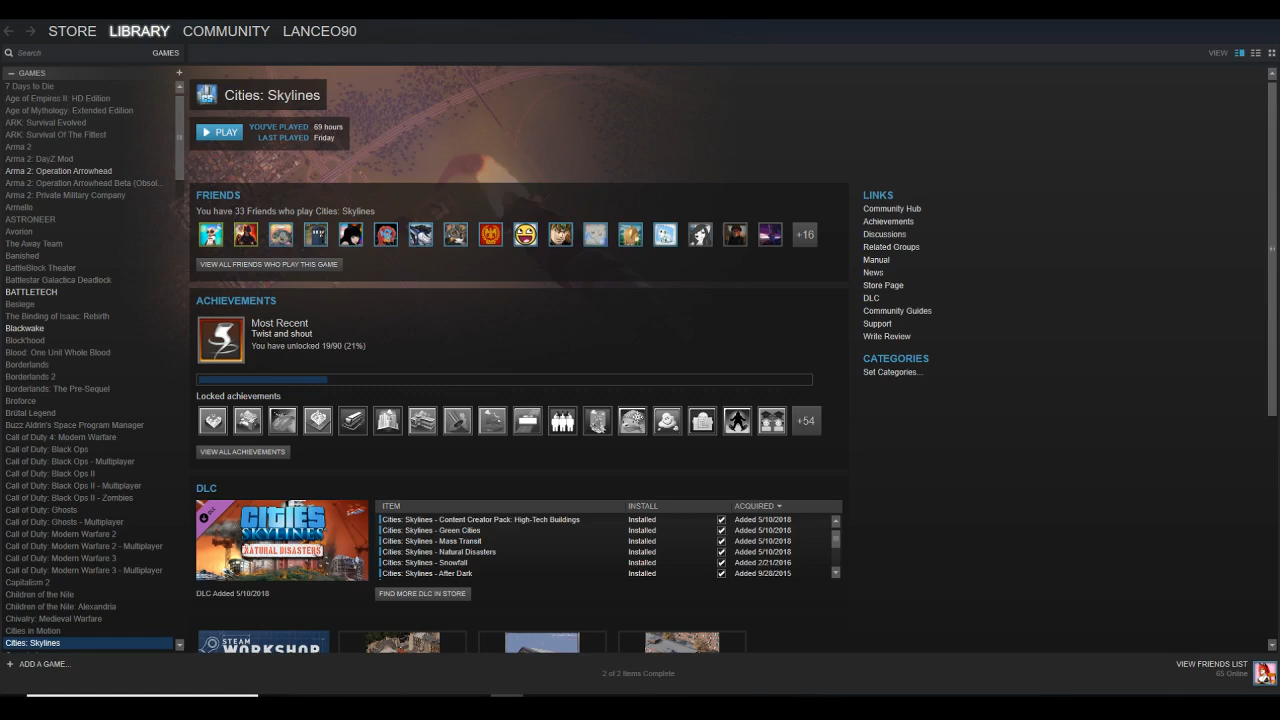 STORE LIBRARY COMMUNITY LANCEO90
Search GAMES VIEW
GAMES +
7 Days to Die
Age of Empires II: HD Edition
Age of Mythology: Extended Edition
ARK: Survival Evolved
ARK: Survival Of The Fittest
Arma 2
Arma 2: DayZ Mod
Arma 2: Operation Arrowhead
Arma 2: Operation Arrowhead Beta (Obsol...
Arma 2: Private Military Company
Armello
ASTRONEER
Avorion
The Away Team
Banished
BattleBlock Theater
Battlestar Galactica Deadlock
BATTLETECH
Besiege
The Binding of Isaac: Rebirth
Blackwake
Block'hood
Blood: One Unit Whole Blood
Borderlands
Borderlands 2
Borderlands: The Pre-Sequel
Broforce
Brütal Legend
Buzz Aldrin's Space Program Manager
Call of Duty 4: Modern Warfare
Call of Duty: Black Ops
Call of Duty: Black Ops - Multiplayer
Call of Duty: Black Ops II
Call of Duty: Black Ops II - Multiplayer
Call of Duty: Black Ops II - Zombies
Call of Duty: Ghosts
Call of Duty: Ghosts - Multiplayer
Call of Duty: Modern Warfare 2
Call of Duty: Modern Warfare 2 - Multiplayer
Call of Duty: Modern Warfare 3
Call of Duty: Modern Warfare 3 - Multiplayer
Capitalism 2
Children of the Nile
Children of the Nile: Alexandria
Chivalry: Medieval Warfare
Cities in Motion
Cities: Skylines
+ ADD A GAME...
Cities: Skylines
PLAY
YOU'VE PLAYED 69 hours
LAST PLAYED Friday
FRIENDS
You have 33 Friends who play Cities: Skylines
+16
VIEW ALL FRIENDS WHO PLAY THIS GAME
ACHIEVEMENTS
Most Recent
Twist and shout
You have unlocked 19/90 (21%)
Locked achievements
+54
VIEW ALL ACHIEVEMENTS
DLC
DLC
CITIES
SKYLINES
NATURAL DISASTERS
DLC Added 5/10/2018
ITEM INSTALL ACQUIRED
Cities: Skylines - Content Creator Pack: High-Tech Buildings Installed Added 5/10/2018
Cities: Skylines - Green Cities Installed Added 5/10/2018
Cities: Skylines - Mass Transit Installed Added 5/10/2018
Cities: Skylines - Natural Disasters Installed Added 5/10/2018
Cities: Skylines - Snowfall Installed Added 2/21/2016
Cities: Skylines - After Dark Installed Added 9/28/2015
FIND MORE DLC IN STORE
STEAM
WORKSHOP
2 of 2 Items Complete
LINKS
Community Hub
Achievements
Discussions
Related Groups
Manual
News
Store Page
DLC
Community Guides
Support
Write Review
CATEGORIES
Set Categories...
VIEW FRIENDS LIST
65 Online